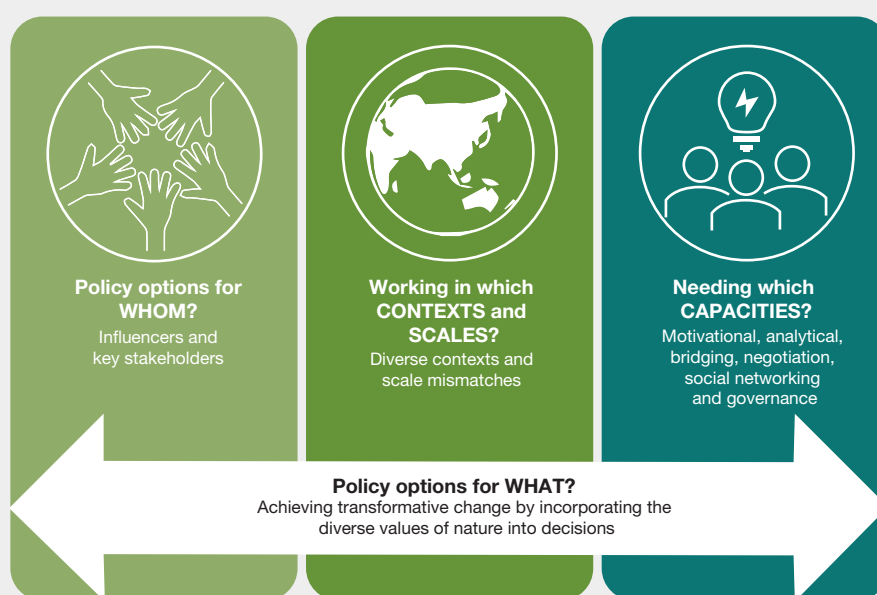 Policy options for
WHOM?
Influencers and
key stakeholders
Working in which
CONTEXTS and
SCALES?
Diverse contexts and
scale mismatches
Needing which
CAPACITIES?
Motivational, analytical,
bridging, negotiation,
social networking
and governance
Policy options for WHAT?
Achieving transformative change by incorporating the
diverse values of nature into decisions